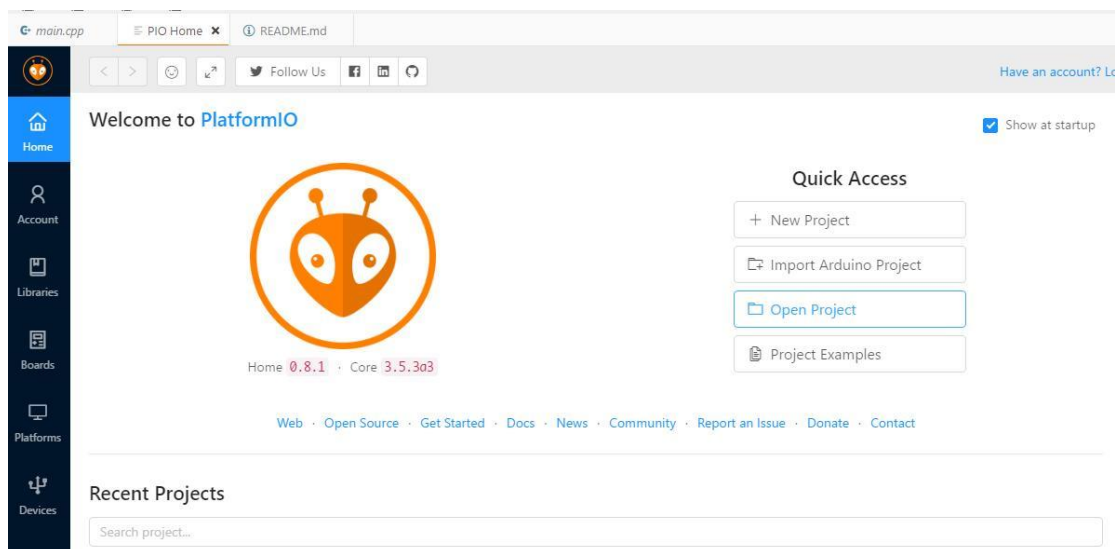 main.cpp
PIO Home
README.md
Follow Us
Have an account?
Home
Account
Libraries
Boards
Platforms
Devices
Welcome to PlatformIO
Show at startup
Home 0.8.1 · Core 3.5.3a3
Quick Access
New Project
Import Arduino Project
Open Project
Project Examples
Web · Open Source · Get Started · Docs · News · Community · Report an Issue · Donate · Contact
Recent Projects
Search project...